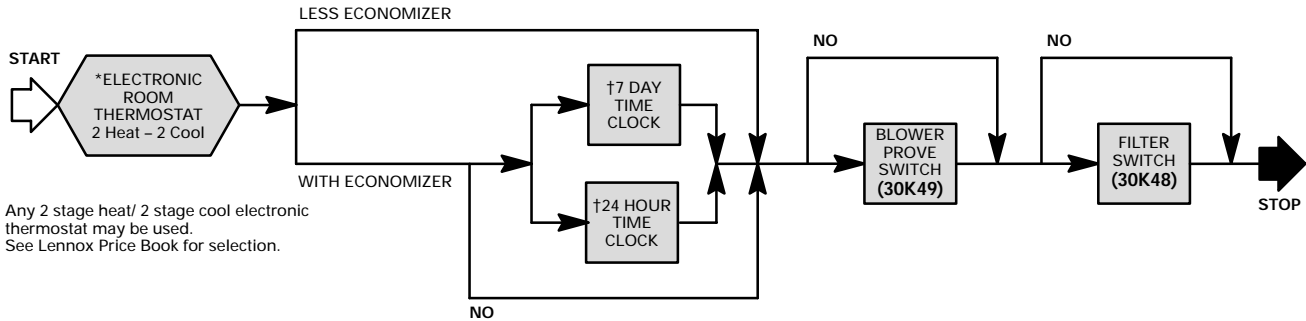 LESS ECONOMIZER
START
*ELECTRONIC
ROOM
THERMOSTAT
2 Heat – 2 Cool
†7 DAY
TIME
CLOCK
NO
NO
BLOWER
PROVE
SWITCH
(30K49)
FILTER
SWITCH
(30K48)
WITH ECONOMIZER
†24 HOUR
TIME
CLOCK
STOP
Any 2 stage heat/ 2 stage cool electronic
thermostat may be used.
See Lennox Price Book for selection.
NO